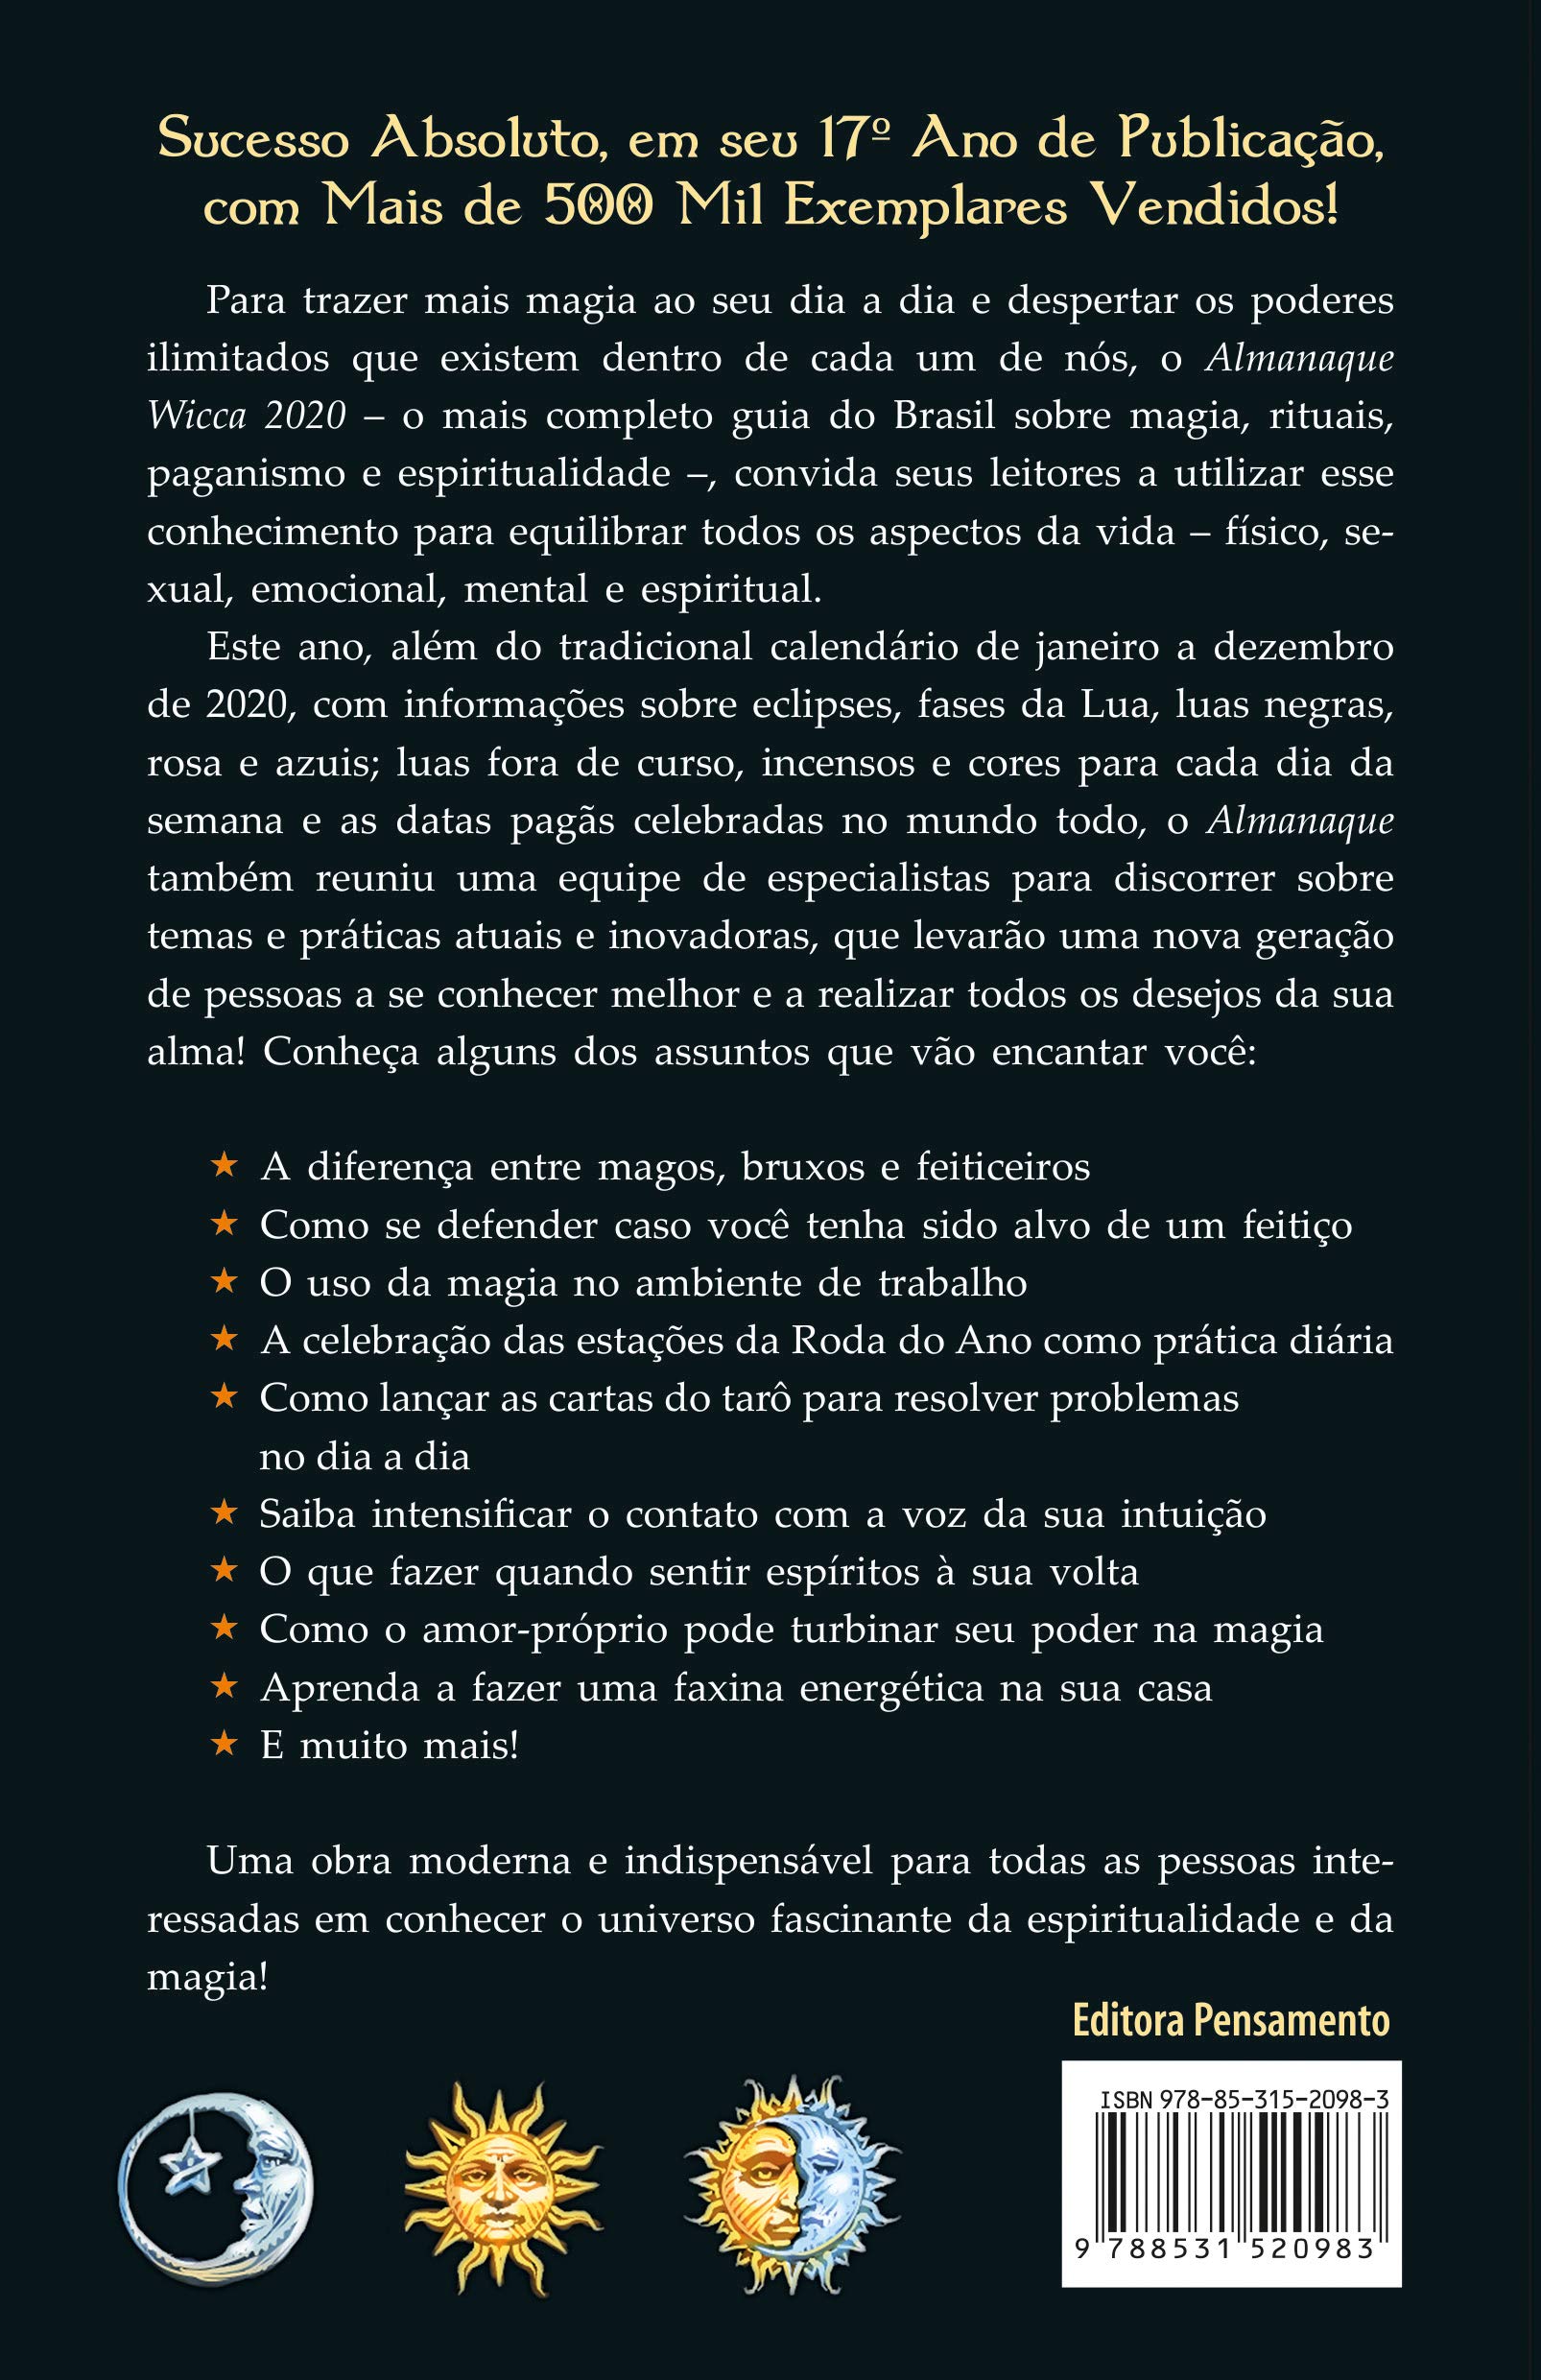 Sucesso Absoluto, em seu 17º Ano de Publicação,
com Mais de 500 Mil Exemplares Vendidos!
Para trazer mais magia ao seu dia a dia e despertar os poderes
ilimitados que existem dentro de cada um de nós, o Almanaque
Wicca 2020 – o mais completo guia do Brasil sobre magia, rituais,
paganismo e espiritualidade –, convida seus leitores a utilizar esse
conhecimento para equilibrar todos os aspectos da vida – físico, se-
xual, emocional, mental e espiritual.
Este ano, além do tradicional calendário de janeiro a dezembro
de 2020, com informações sobre eclipses, fases da Lua, luas negras,
rosa e azuis; luas fora de curso, incensos e cores para cada dia da
semana e as datas pagãs celebradas no mundo todo, o Almanaque
também reuniu uma equipe de especialistas para discorrer sobre
temas e práticas atuais e inovadoras, que levarão uma nova geração
de pessoas a se conhecer melhor e a realizar todos os desejos da sua
alma! Conheça alguns dos assuntos que vão encantar você:
★ A diferença entre magos, bruxos e feiticeiros
★ Como se defender caso você tenha sido alvo de um feitiço
★ O uso da magia no ambiente de trabalho
★ A celebração das estações da Roda do Ano como prática diária
★ Como lançar as cartas do tarô para resolver problemas
no dia a dia
★ Saiba intensificar o contato com a voz da sua intuição
★ O que fazer quando sentir espíritos à sua volta
★ Como o amor-próprio pode turbinar seu poder na magia
★ Aprenda a fazer uma faxina energética na sua casa
★ E muito mais!
Uma obra moderna e indispensável para todas as pessoas inte-
ressadas em conhecer o universo fascinante da espiritualidade e da
magia!
Editora Pensamento
ISBN 978-85-315-2098-3
9 788531 520983